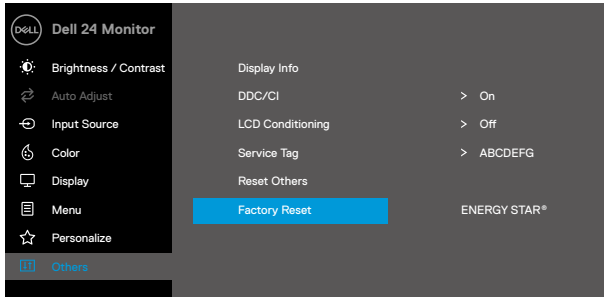 DELL Dell 24 Monitor
Brightness / Contrast
Auto Adjust
Input Source
Color
Display
Menu
Personalize
Others
Display Info
DDC/CI > On
LCD Conditioning > Off
Service Tag > ABCDEFG
Reset Others
Factory Reset ENERGY STAR®